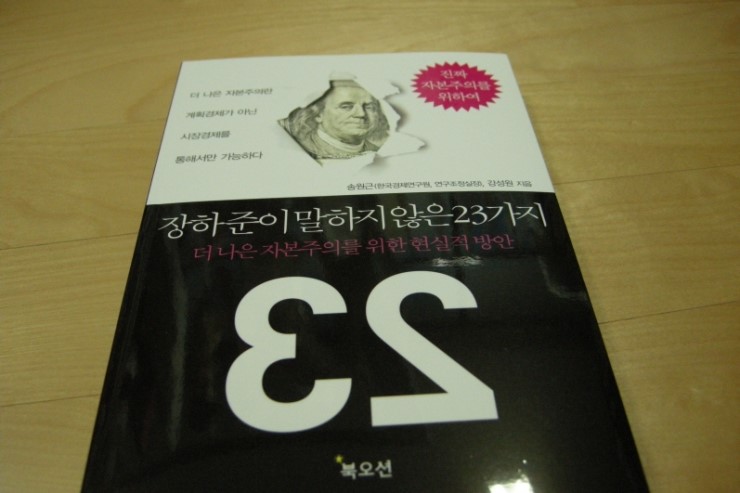 더 나은 자본주의란
계획경제가 아닌
시장경제를
통해서만 가능하다
진짜
자본주의를
위하여
송원근(한국경제연구원, 연구조정실장), 강성원 지음
장하준이 말하지 않은 23가지
더 나은 자본주의를 위한 현실적 방안
23
북오션